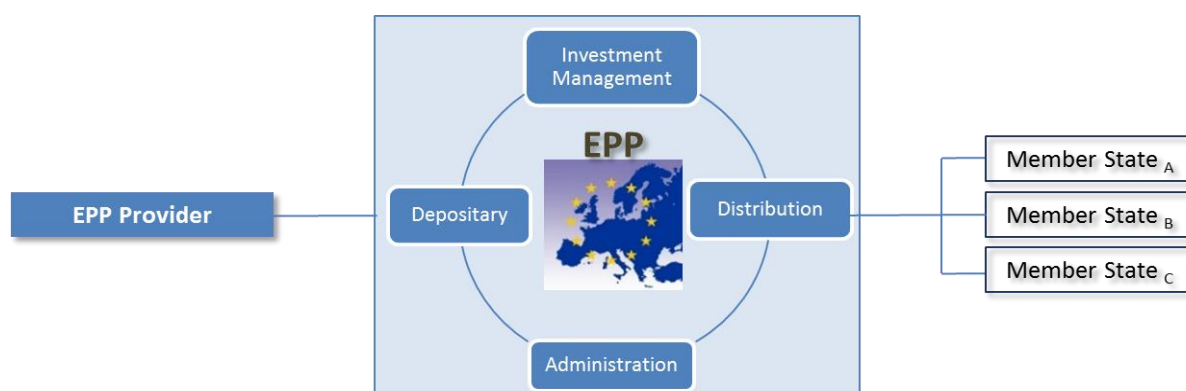 Investment
Management
EPP
EPP Provider
Depositary
Distribution
Administration
Member State A
Member State B
Member State C